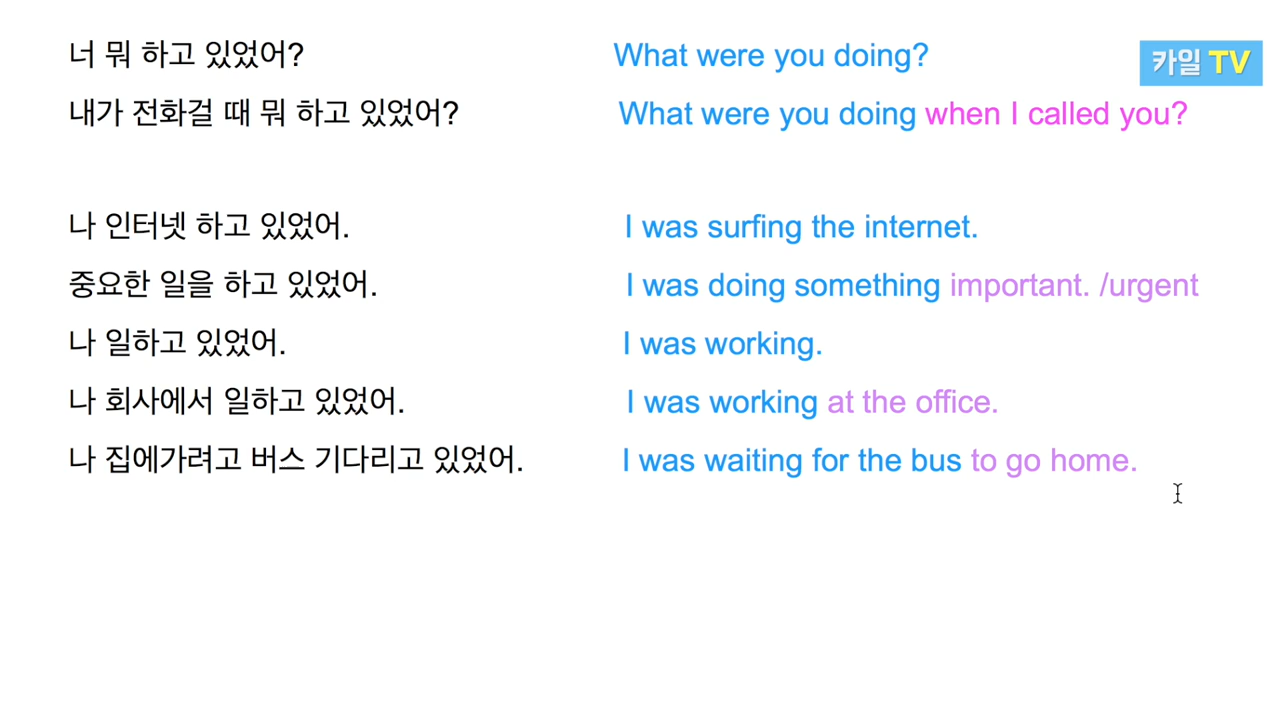 너 뭐 하고 있었어? What were you doing?
카일 TV
내가 전화걸 때 뭐 하고 있었어? What were you doing when I called you?
나 인터넷 하고 있었어. I was surfing the internet.
중요한 일을 하고 있었어. I was doing something important. /urgent
나 일하고 있었어. I was working.
나 회사에서 일하고 있었어. I was working at the office.
나 집에가려고 버스 기다리고 있었어. I was waiting for the bus to go home.